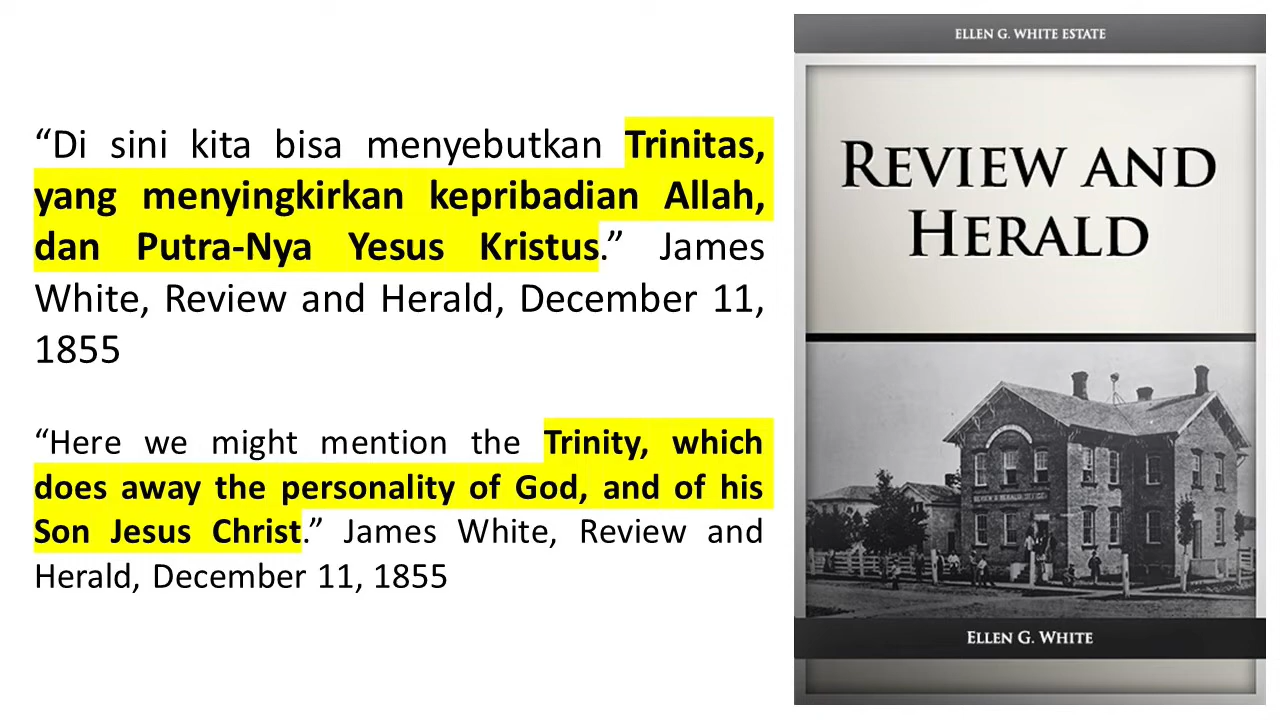 “Di sini kita bisa menyebutkan Trinitas,
yang menyingkirkan kepribadian Allah,
dan Putra-Nya Yesus Kristus.” James
White, Review and Herald, December 11,
1855
“Here we might mention the Trinity, which
does away the personality of God, and of his
Son Jesus Christ.” James White, Review and
Herald, December 11, 1855
ELLEN G. WHITE ESTATE
REVIEW AND
HERALD
ELLEN G. WHITE